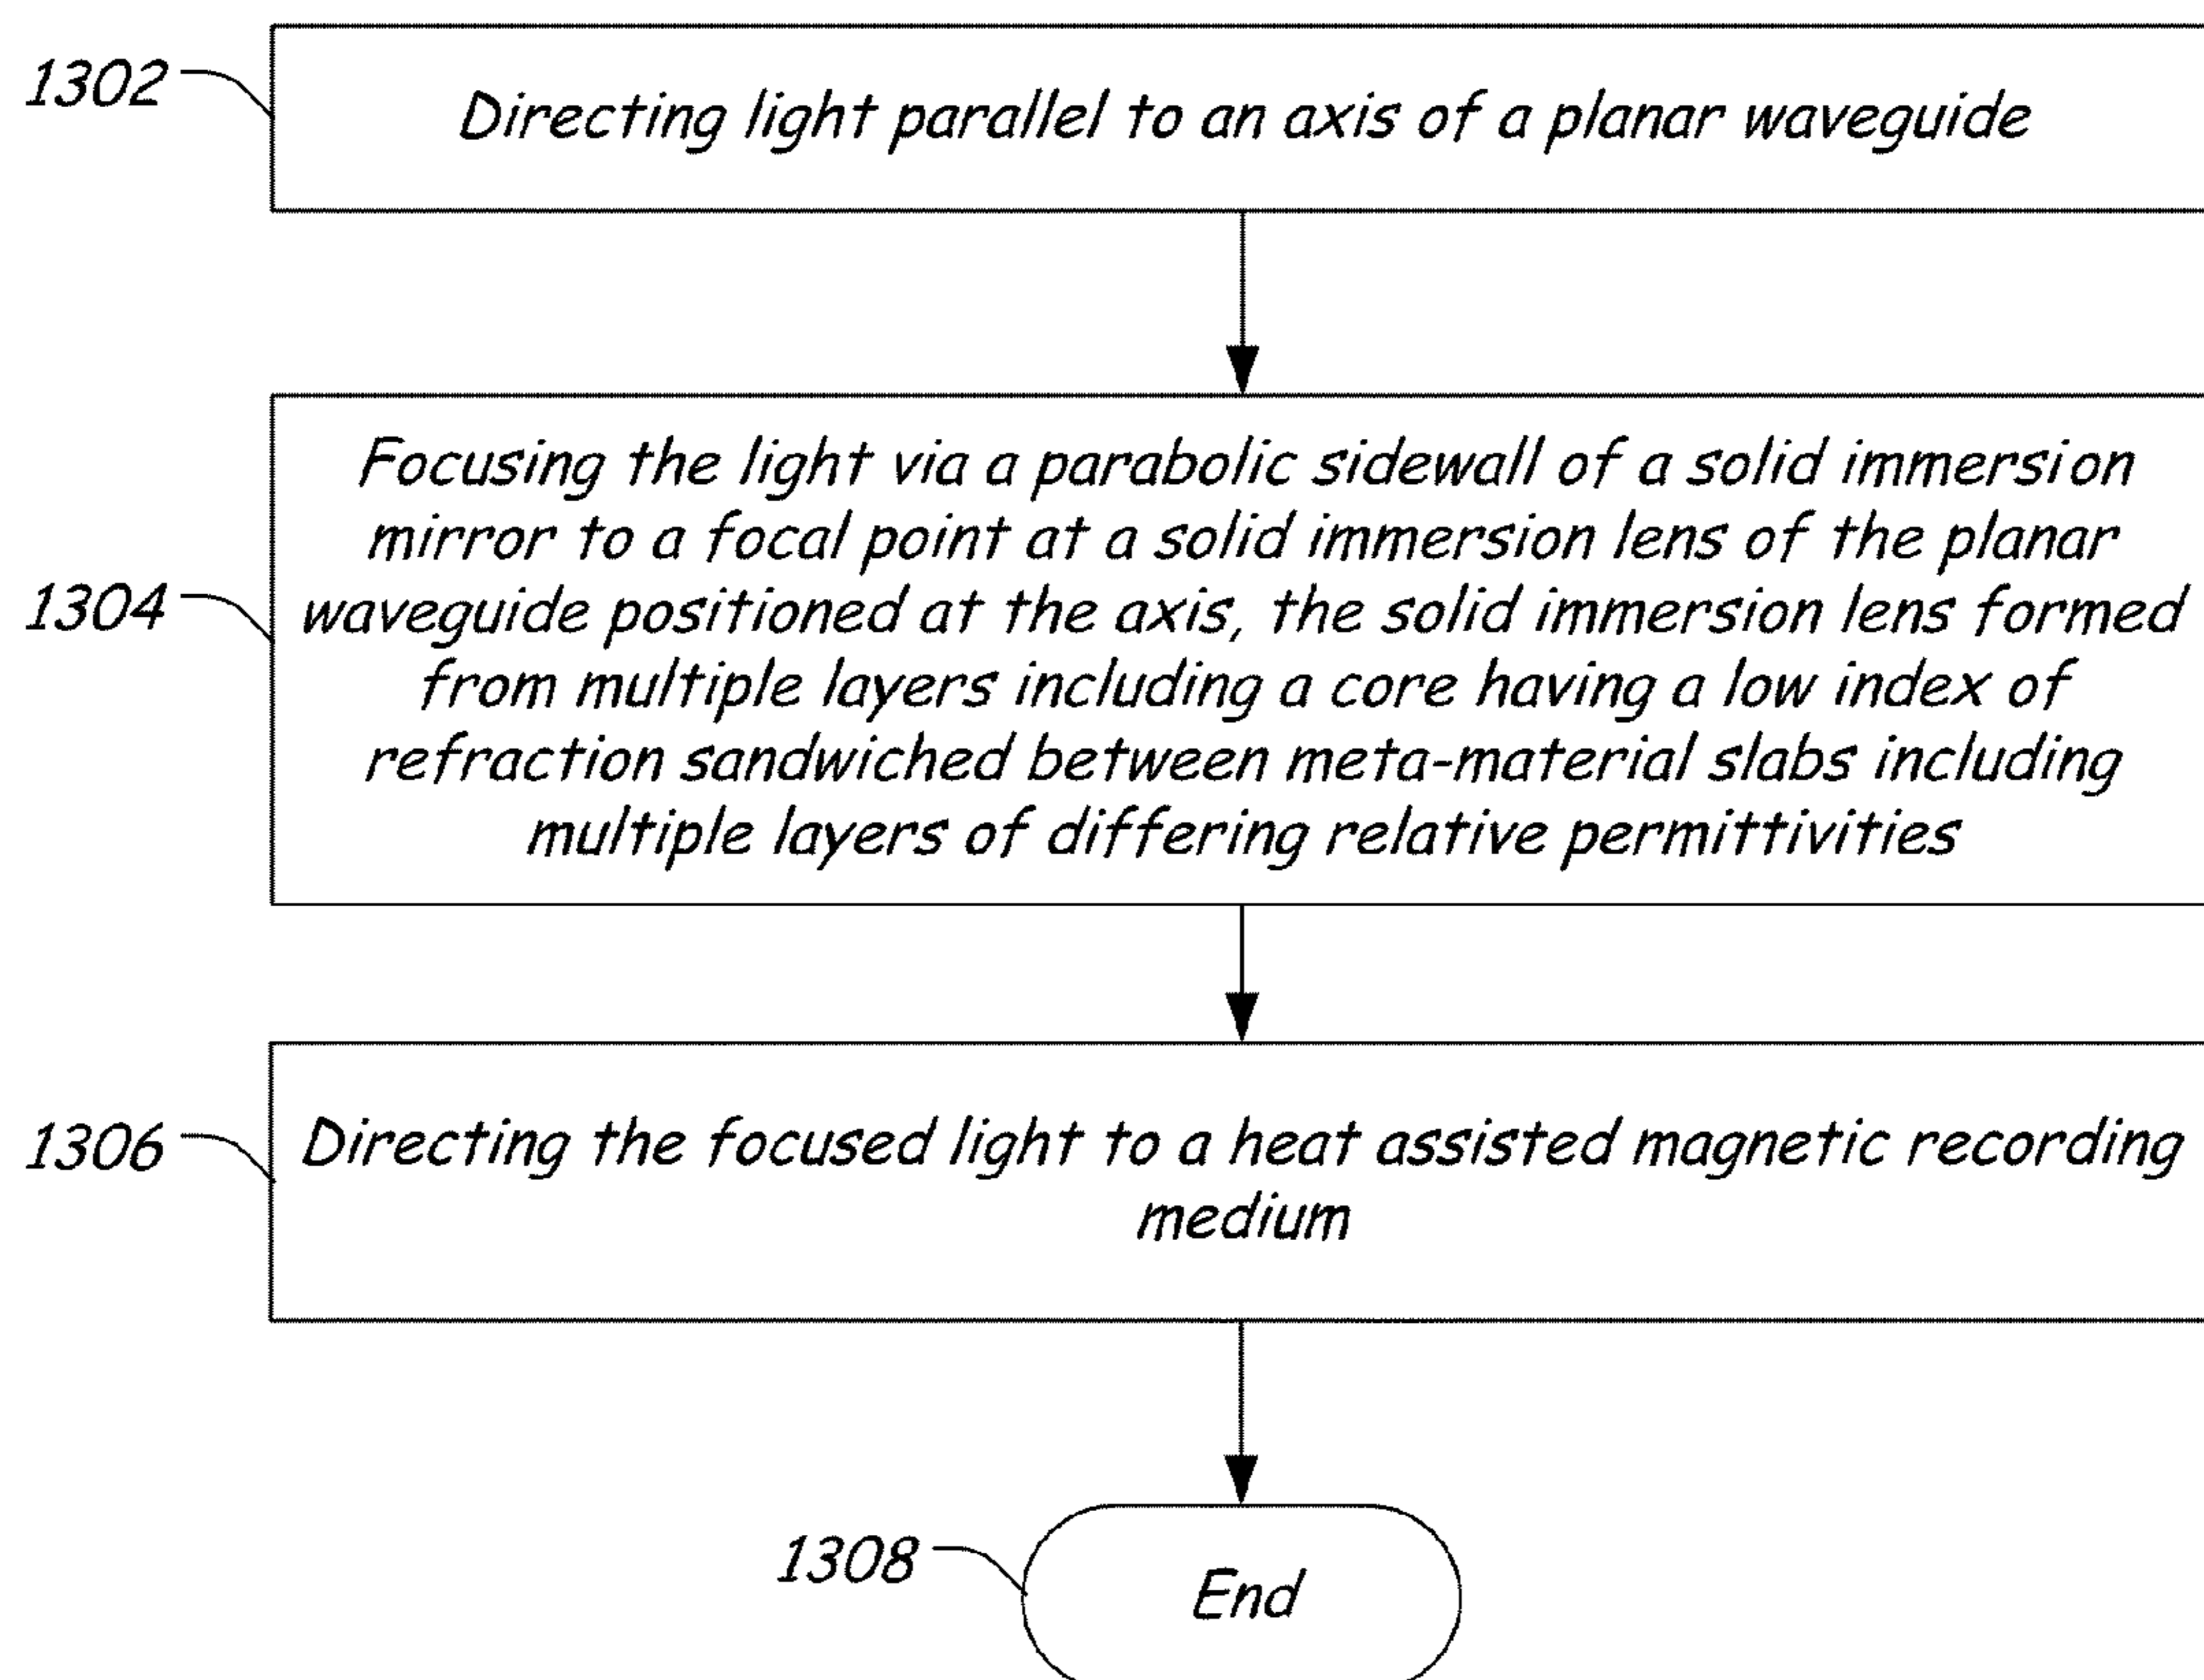 1302
Directing light parallel to an axis of a planar waveguide
Focusing the light via a parabolic sidewall of a solid immersion
mirror to a focal point at a solid immersion lens of the planar
1304
waveguide positioned at the axis, the solid immersion lens formed
from multiple layers including a core having a low index of
refraction sandwiched between meta-material slabs including
multiple layers of differing relative permittivities
1306
Directing the focused light to a heat assisted magnetic recording
medium
1308
End